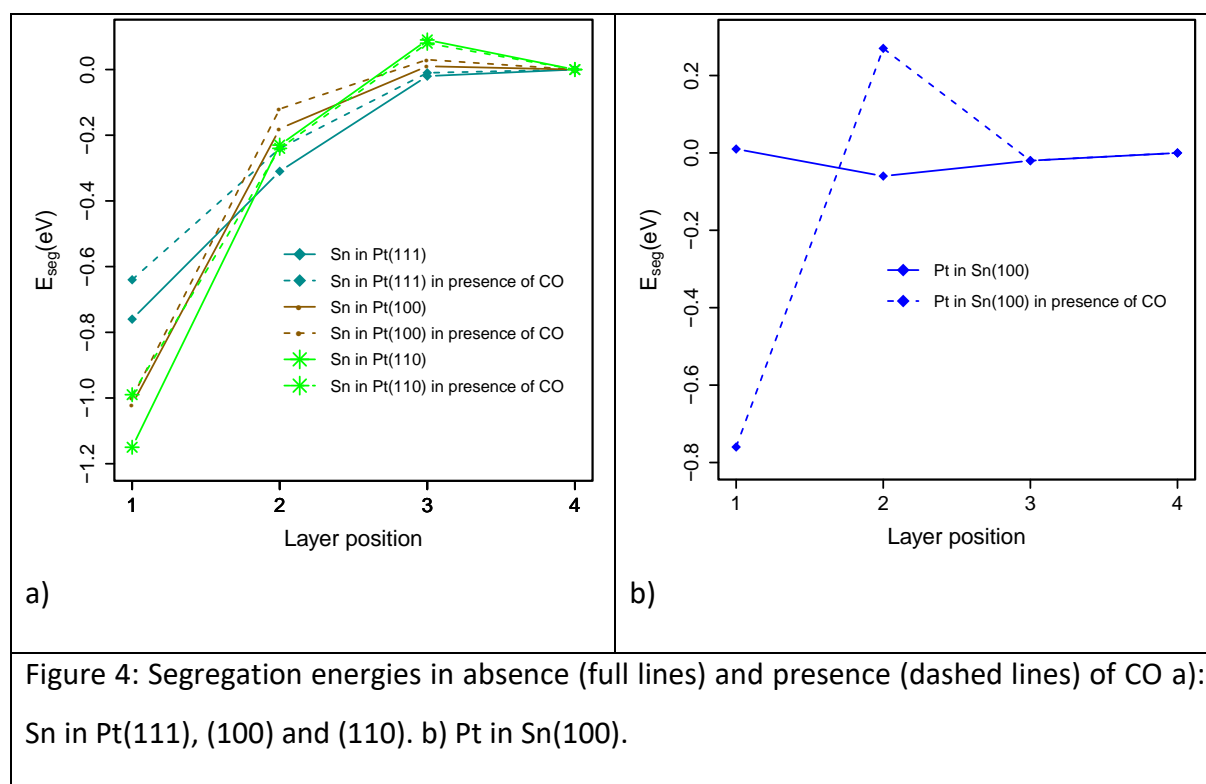 0.0
−0.2
−0.4
−0.6
−0.8
−1.0
−1.2
E_seg(eV)
Sn in Pt(111)
Sn in Pt(111) in presence of CO
Sn in Pt(100)
Sn in Pt(100) in presence of CO
Sn in Pt(110)
Sn in Pt(110) in presence of CO
1 2 3 4
Layer position
a)
0.2
0.0
−0.2
−0.4
−0.6
−0.8
E_seg(eV)
Pt in Sn(100)
Pt in Sn(100) in presence of CO
1 2 3 4
Layer position
b)
Figure 4: Segregation energies in absence (full lines) and presence (dashed lines) of CO a):
Sn in Pt(111), (100) and (110). b) Pt in Sn(100).